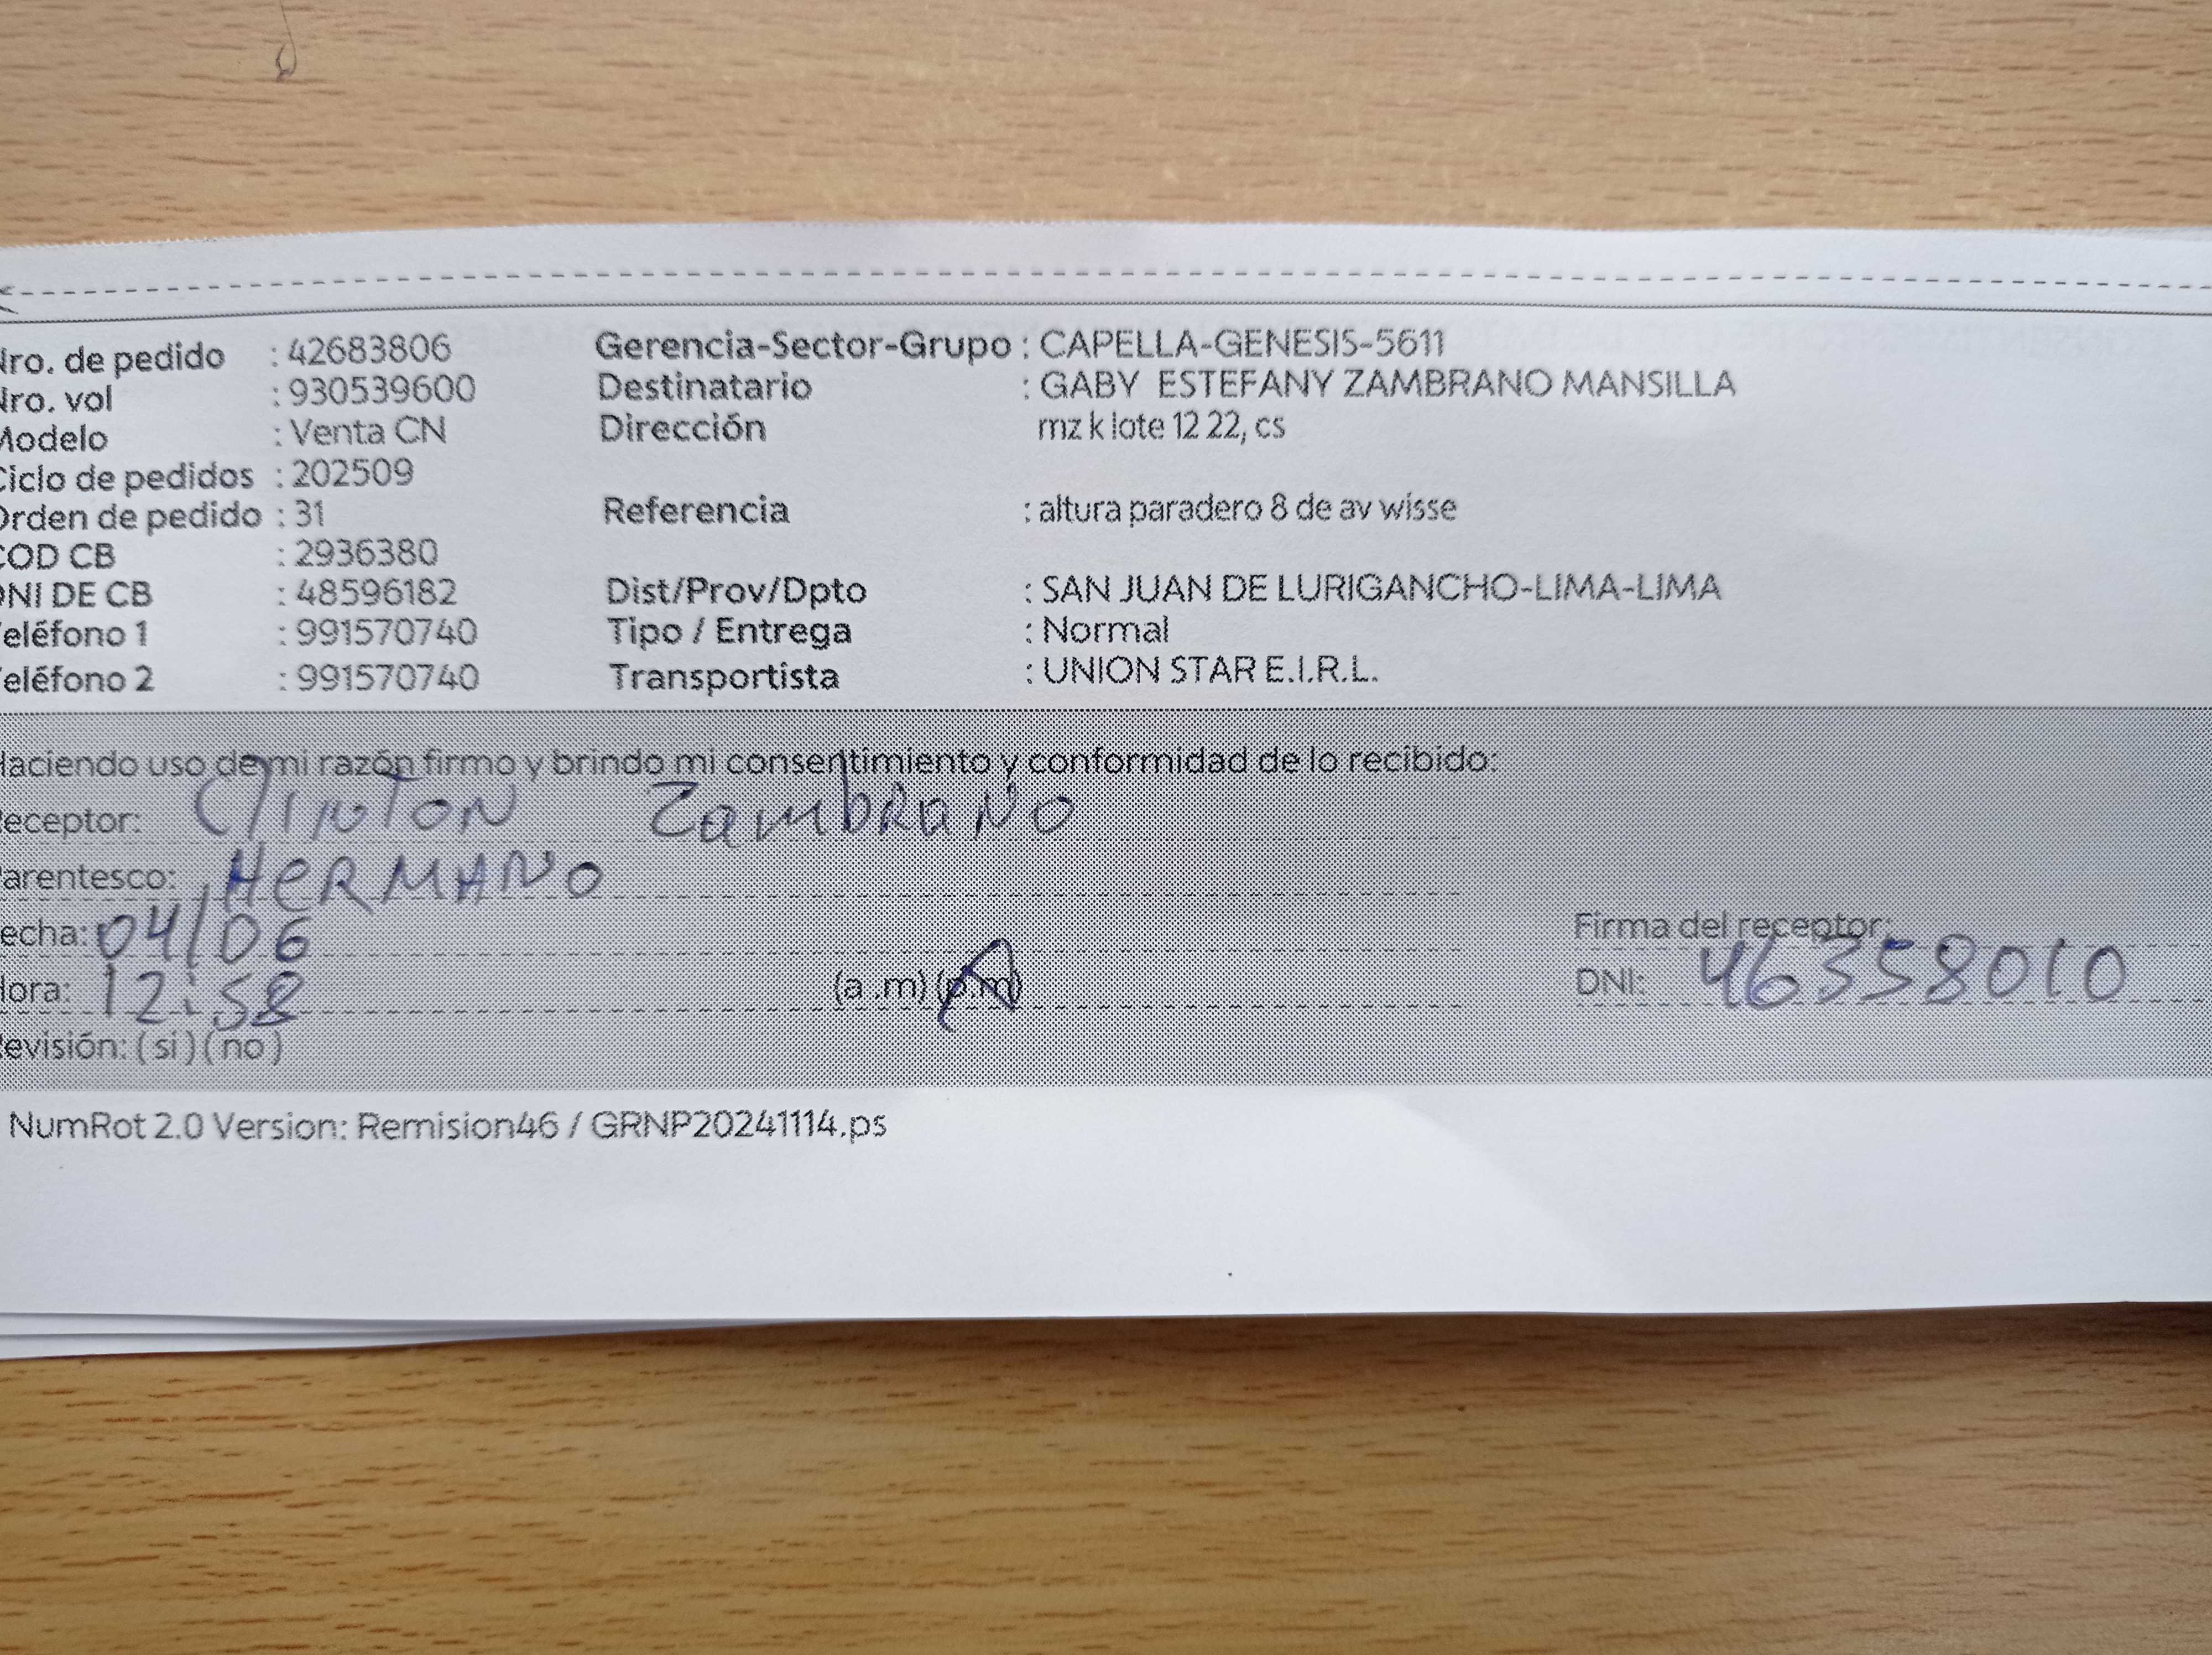 Nro. de pedido : 42683806 Gerencia-Sector-Grupo : CAPELLA-GENESIS-5611
Nro. vol : 930539600 Destinatario : GABY ESTEFANY ZAMBRANO MANSILLA
Modelo : Venta CN Dirección mz k lote 12 22, cs
Ciclo de pedidos : 202509
Orden de pedido : 31 Referencia : altura paradero 8 de av wisse
COD CB : 2936380
DNI DE CB : 48596182 Dist/Prov/Dpto : SAN JUAN DE LURIGANCHO-LIMA-LIMA
Teléfono 1 : 991570740 Tipo / Entrega : Normal
Teléfono 2 : 991570740 Transportista : UNION STAR E.I.R.L.
Haciendo uso de mi razón firmo y brindo mi consentimiento y conformidad de lo recibido:
Receptor: Clinton Zambrano
Parentesco: HERMANO
Fecha: 04/06 Firma del receptor:
Hora: 12:58 (a .m) (p.m) DNI: 46358010
Revisión: ( si ) ( no )
NumRot 2.0 Version: Remision46 / GRNP20241114.ps